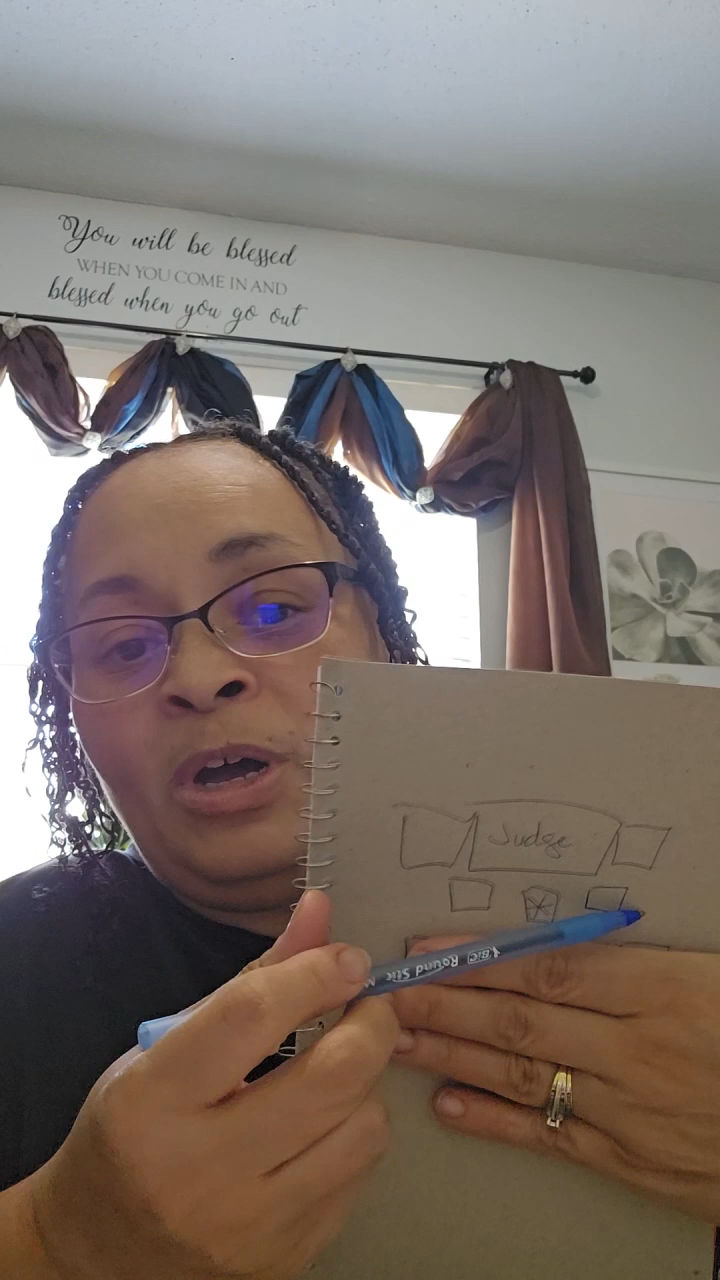 You will be blessed
WHEN YOU COME IN AND
blessed when you go out
Judge
BIC Round Stic M